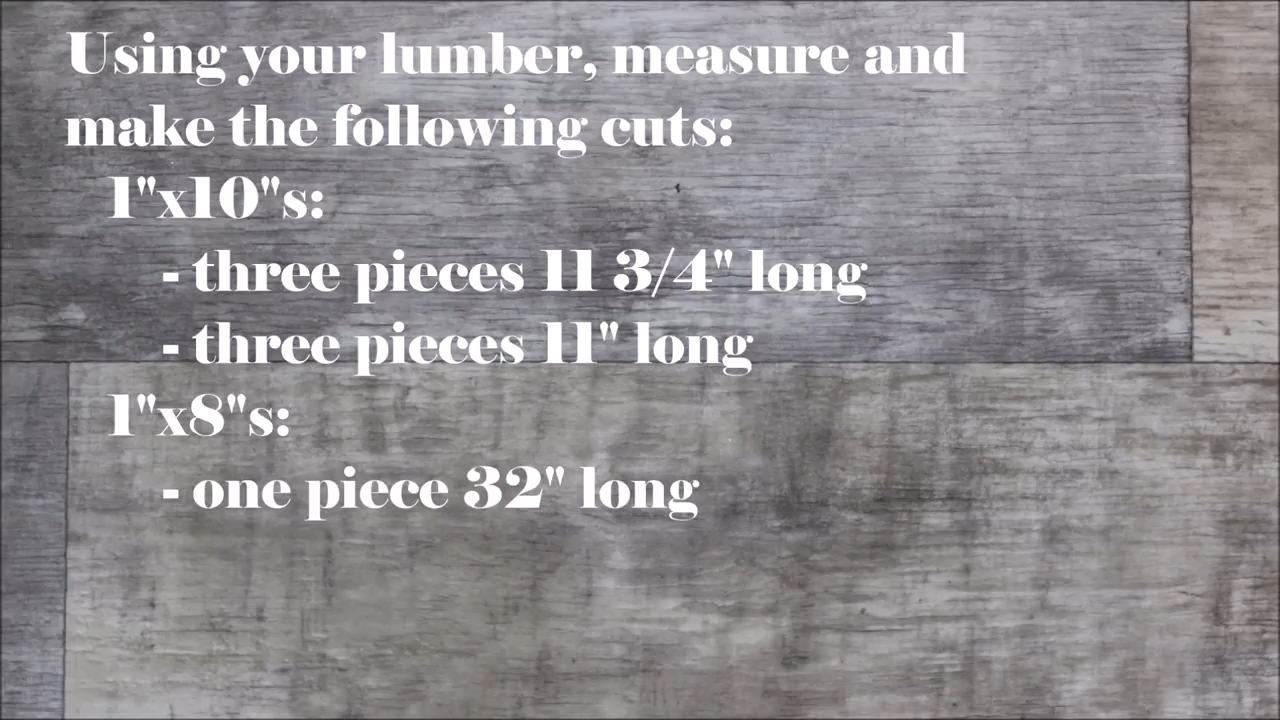 Using your lumber, measure and
make the following cuts:
1"x10"s:
- three pieces 11 3/4" long
- three pieces 11" long
1"x8"s:
- one piece 32" long